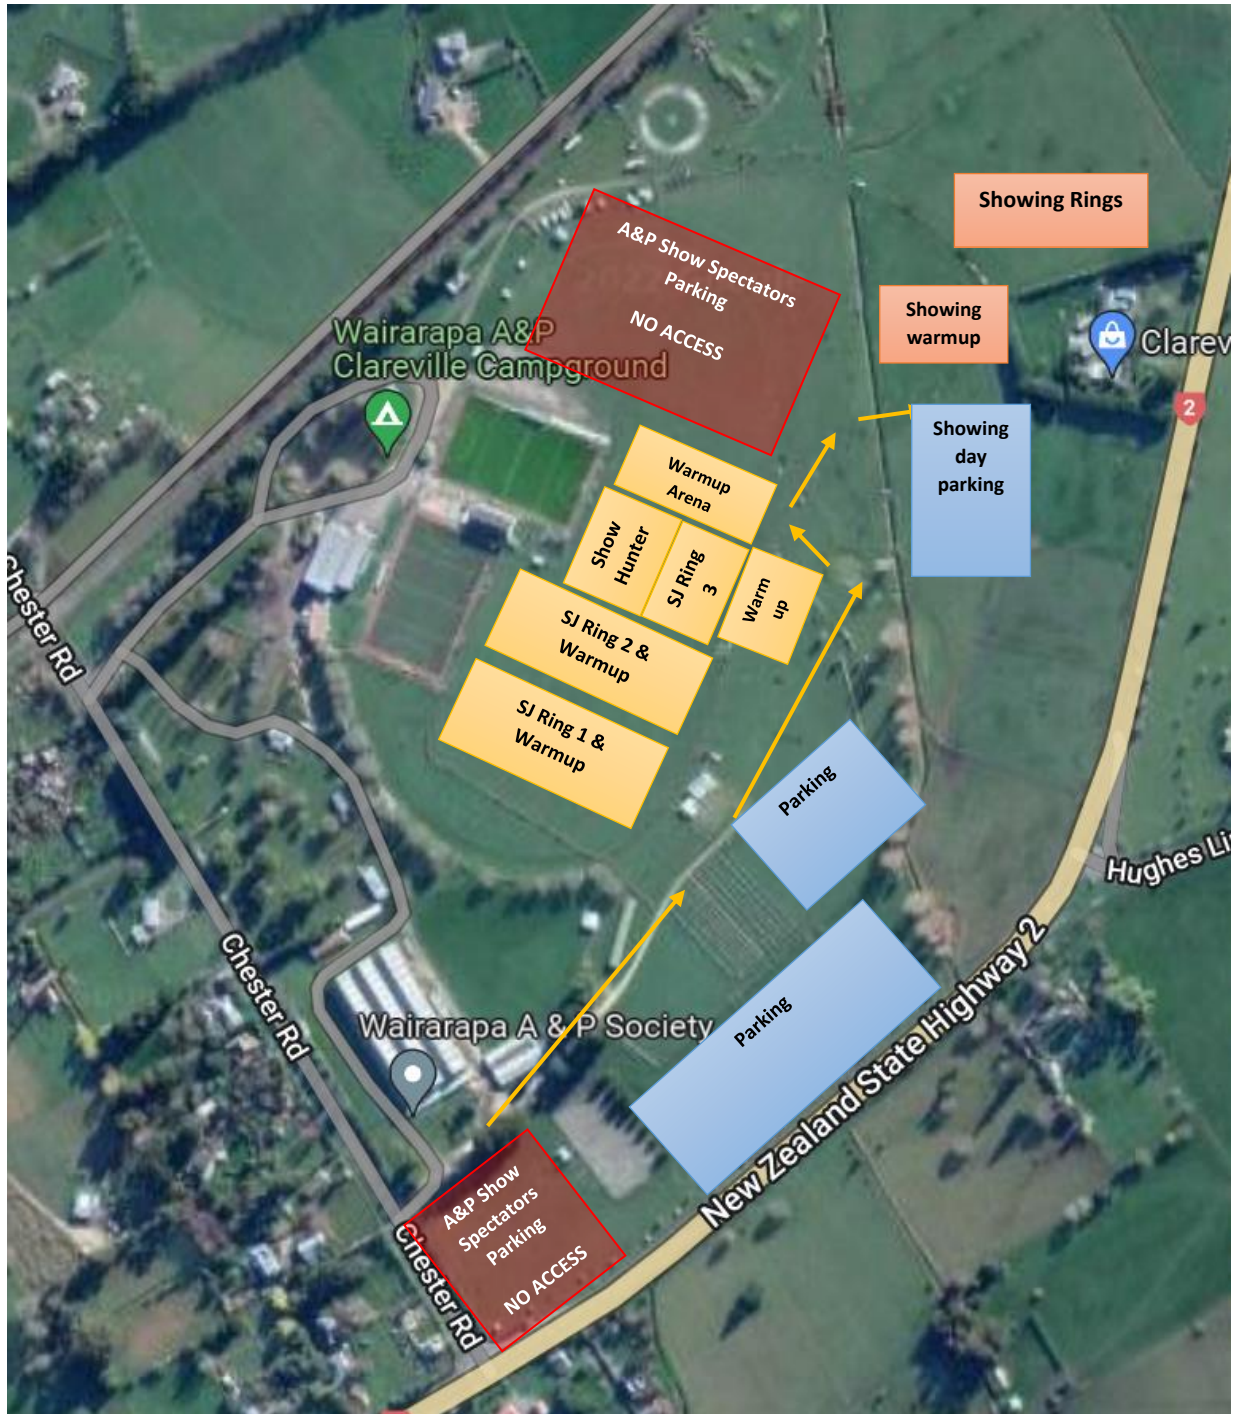 Showing Rings
A&P Show Spectators
Parking
NO ACCESS
Showing
warmup
Wairarapa A&P
Clareville Campground
Clarev
2
Showing
day
parking
Warmup
Arena
Show
Hunter
SJ Ring
3
Warm
up
SJ Ring 2 &
Warmup
SJ Ring 1 &
Warmup
Chester Rd
Parking
Hughes Li
Chester Rd
Parking
New Zealand State Highway 2
Wairarapa A & P Society
A&P Show
Spectators
Parking
NO ACCESS
Chester Rd